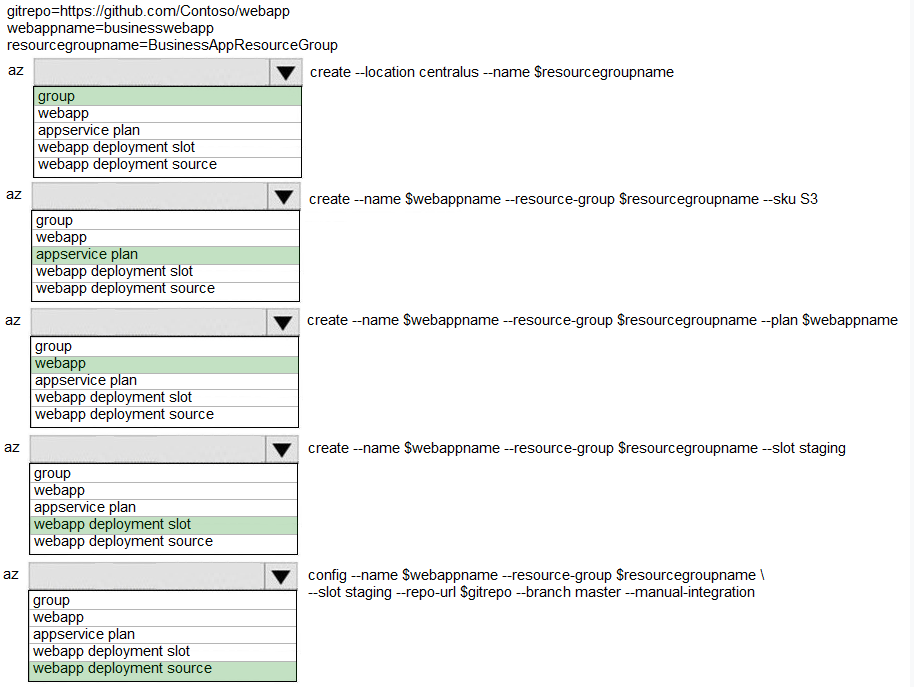 gitrepo=https://github.com/Contoso/webapp
webappname=businesswebapp
resourcegroupname=BusinessAppResourceGroup
az create --location centralus --name $resourcegroupname
group
webapp
appservice plan
webapp deployment slot
webapp deployment source
az create --name $webappname --resource-group $resourcegroupname --sku S3
group
webapp
appservice plan
webapp deployment slot
webapp deployment source
az create --name $webappname --resource-group $resourcegroupname --plan $webappname
group
webapp
appservice plan
webapp deployment slot
webapp deployment source
az create --name $webappname --resource-group $resourcegroupname --slot staging
group
webapp
appservice plan
webapp deployment slot
webapp deployment source
az config --name $webappname --resource-group $resourcegroupname \
--slot staging --repo-url $gitrepo --branch master --manual-integration
group
webapp
appservice plan
webapp deployment slot
webapp deployment source